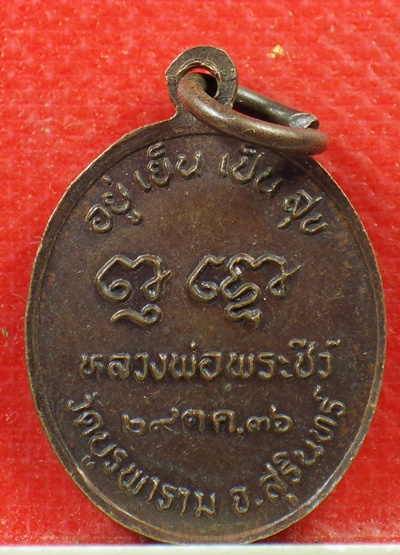 อยู่ เย็น เป็น สุข
หลวงพ่อพระชีว์
๒๙ ต ค. ๓๖
วัดบูรพาราม จ.สุรินทร์